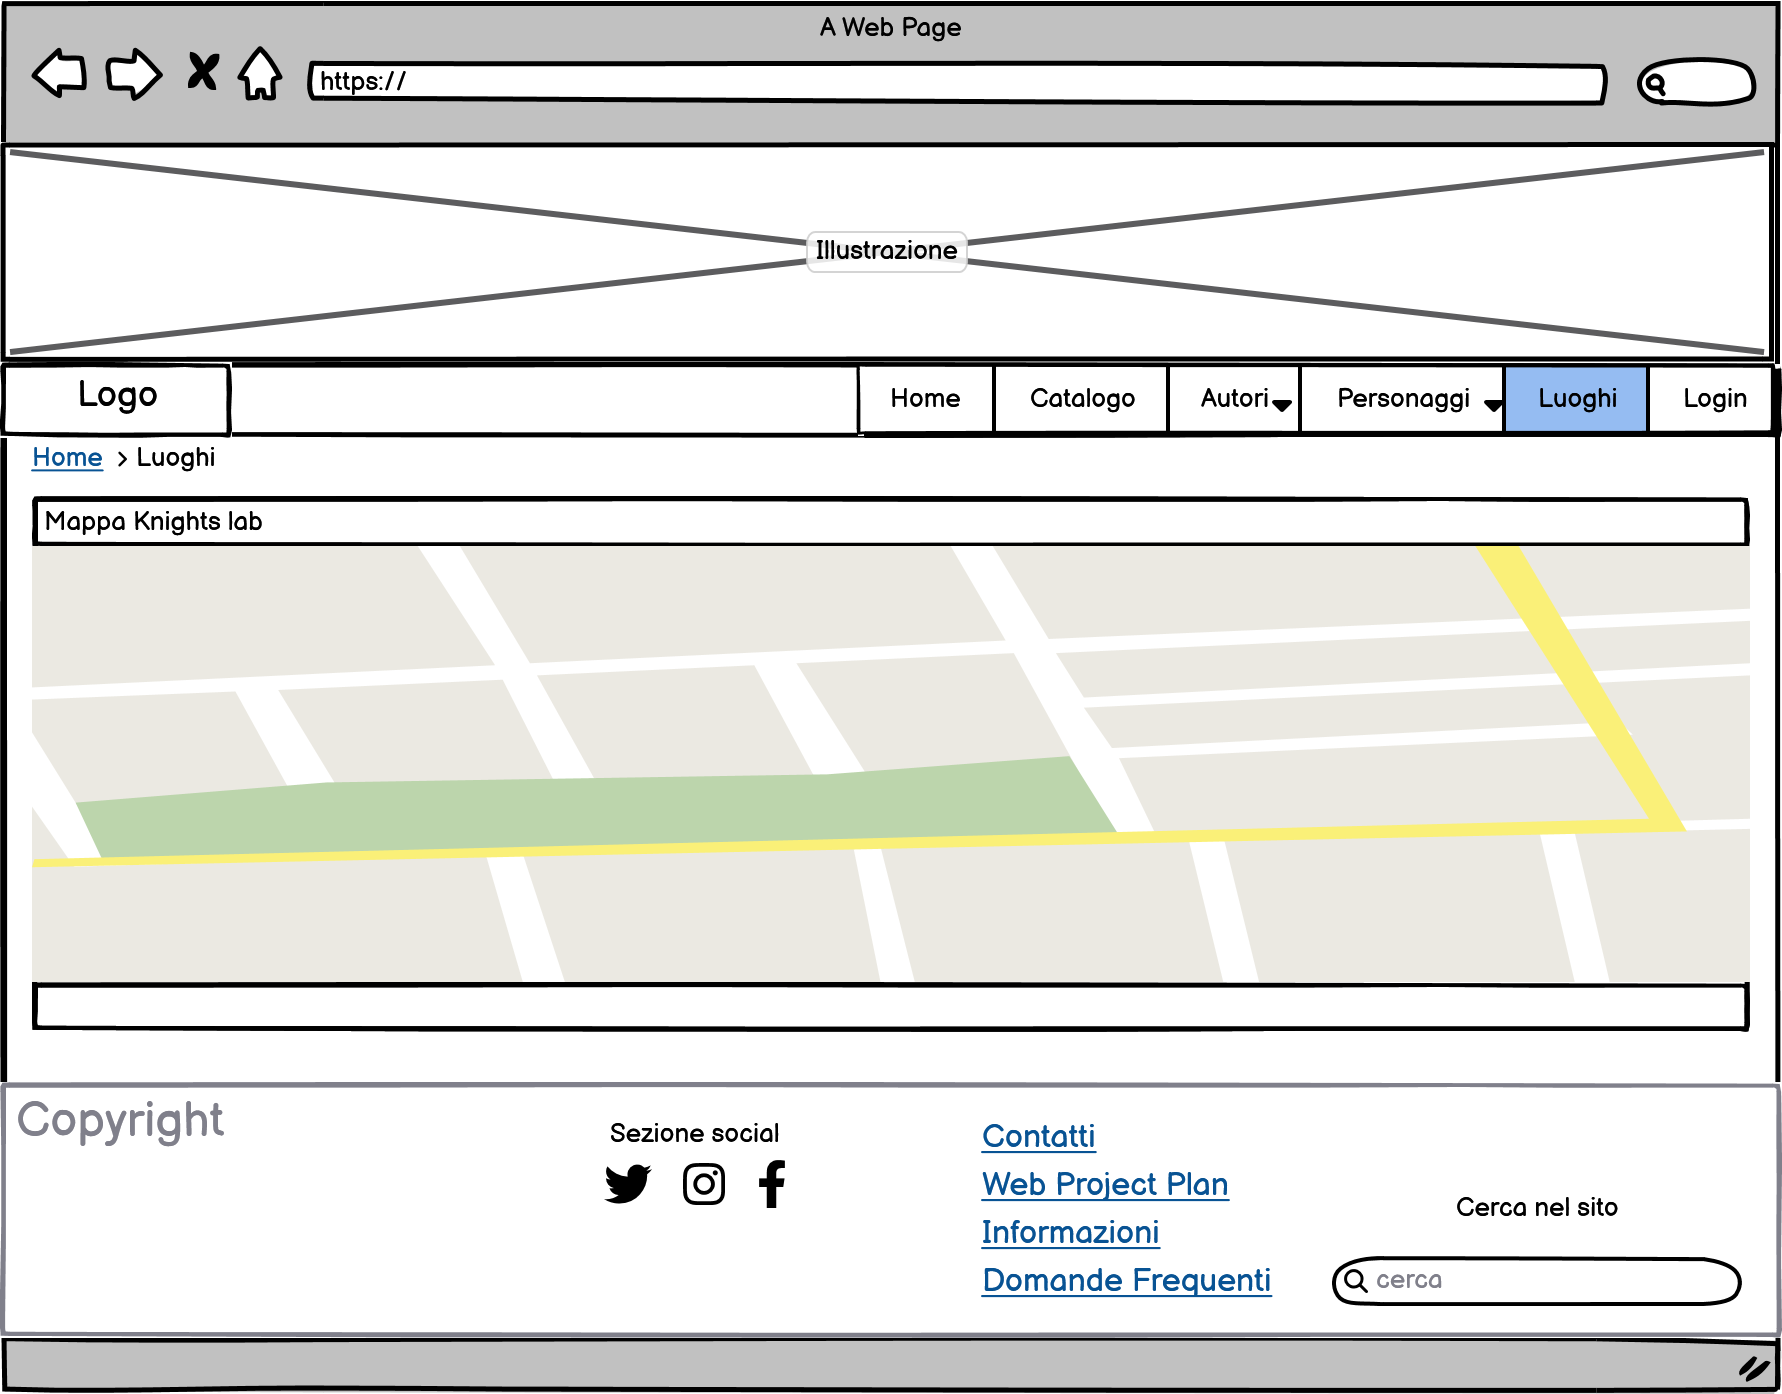 A Web Page
https://
Illustrazione
Logo
Home
Catalogo
Autori
Personaggi
Luoghi
Login
Home > Luoghi
Mappa Knights lab
Copyright
Sezione social
Contatti
Web Project Plan
Informazioni
Domande Frequenti
Cerca nel sito
cerca